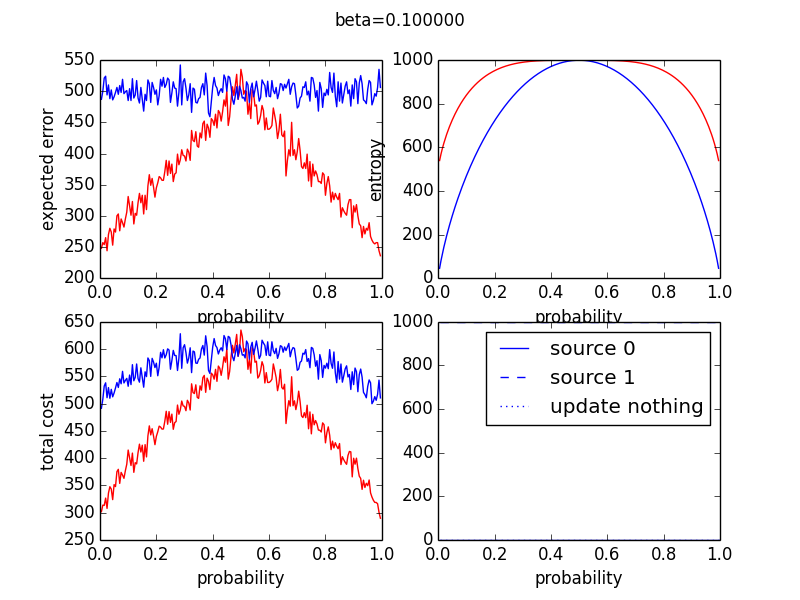 beta=0.100000
550
500
450
400
350
300
250
200
expected error
0.0 0.2 0.4 0.6 0.8 1.0
probability
1000
800
600
400
200
0
entropy
0.0 0.2 0.4 0.6 0.8 1.0
probability
650
600
550
500
450
400
350
300
250
total cost
0.0 0.2 0.4 0.6 0.8 1.0
probability
1000
800
600
400
200
0
source 0
source 1
update nothing
0.0 0.2 0.4 0.6 0.8 1.0
probability